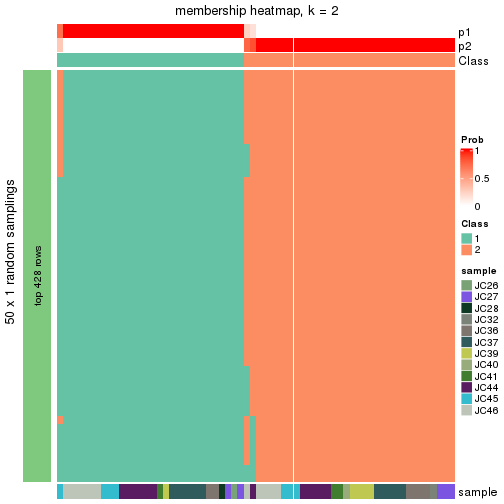 membership heatmap, k = 2
p1
p2
Class
50 x 1 random samplings
top 428 rows
Prob
1
0.5
0
Class
1
2
sample
JC26
JC27
JC28
JC32
JC36
JC37
JC39
JC40
JC41
JC44
JC45
JC46
sample